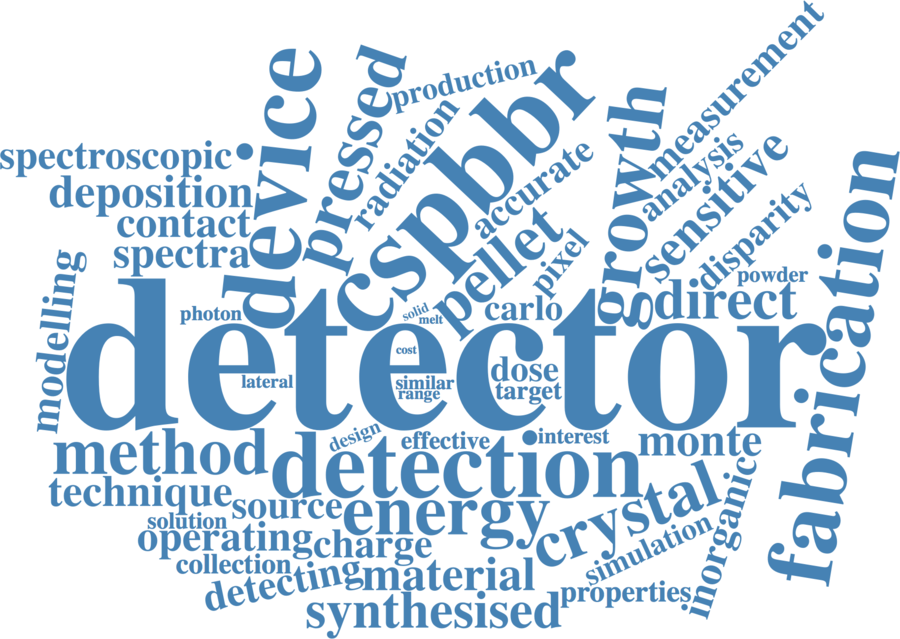 measurement
production
device
pressed
radiation
cspbbr
accurate
growth
analysis
sensitive
disparity
fabrication
spectroscopic
deposition
contact
spectra
pellet
pixel
powder
modelling
photon
solid
melt
carlo
direct
detector
cost
lateral
similar
range
dose
target
method
detection
design
effective
interest
monte
technique
source
energy
crystal
solution
operating
charge
simulation
inorganic
collection
detecting
material
properties
synthesised